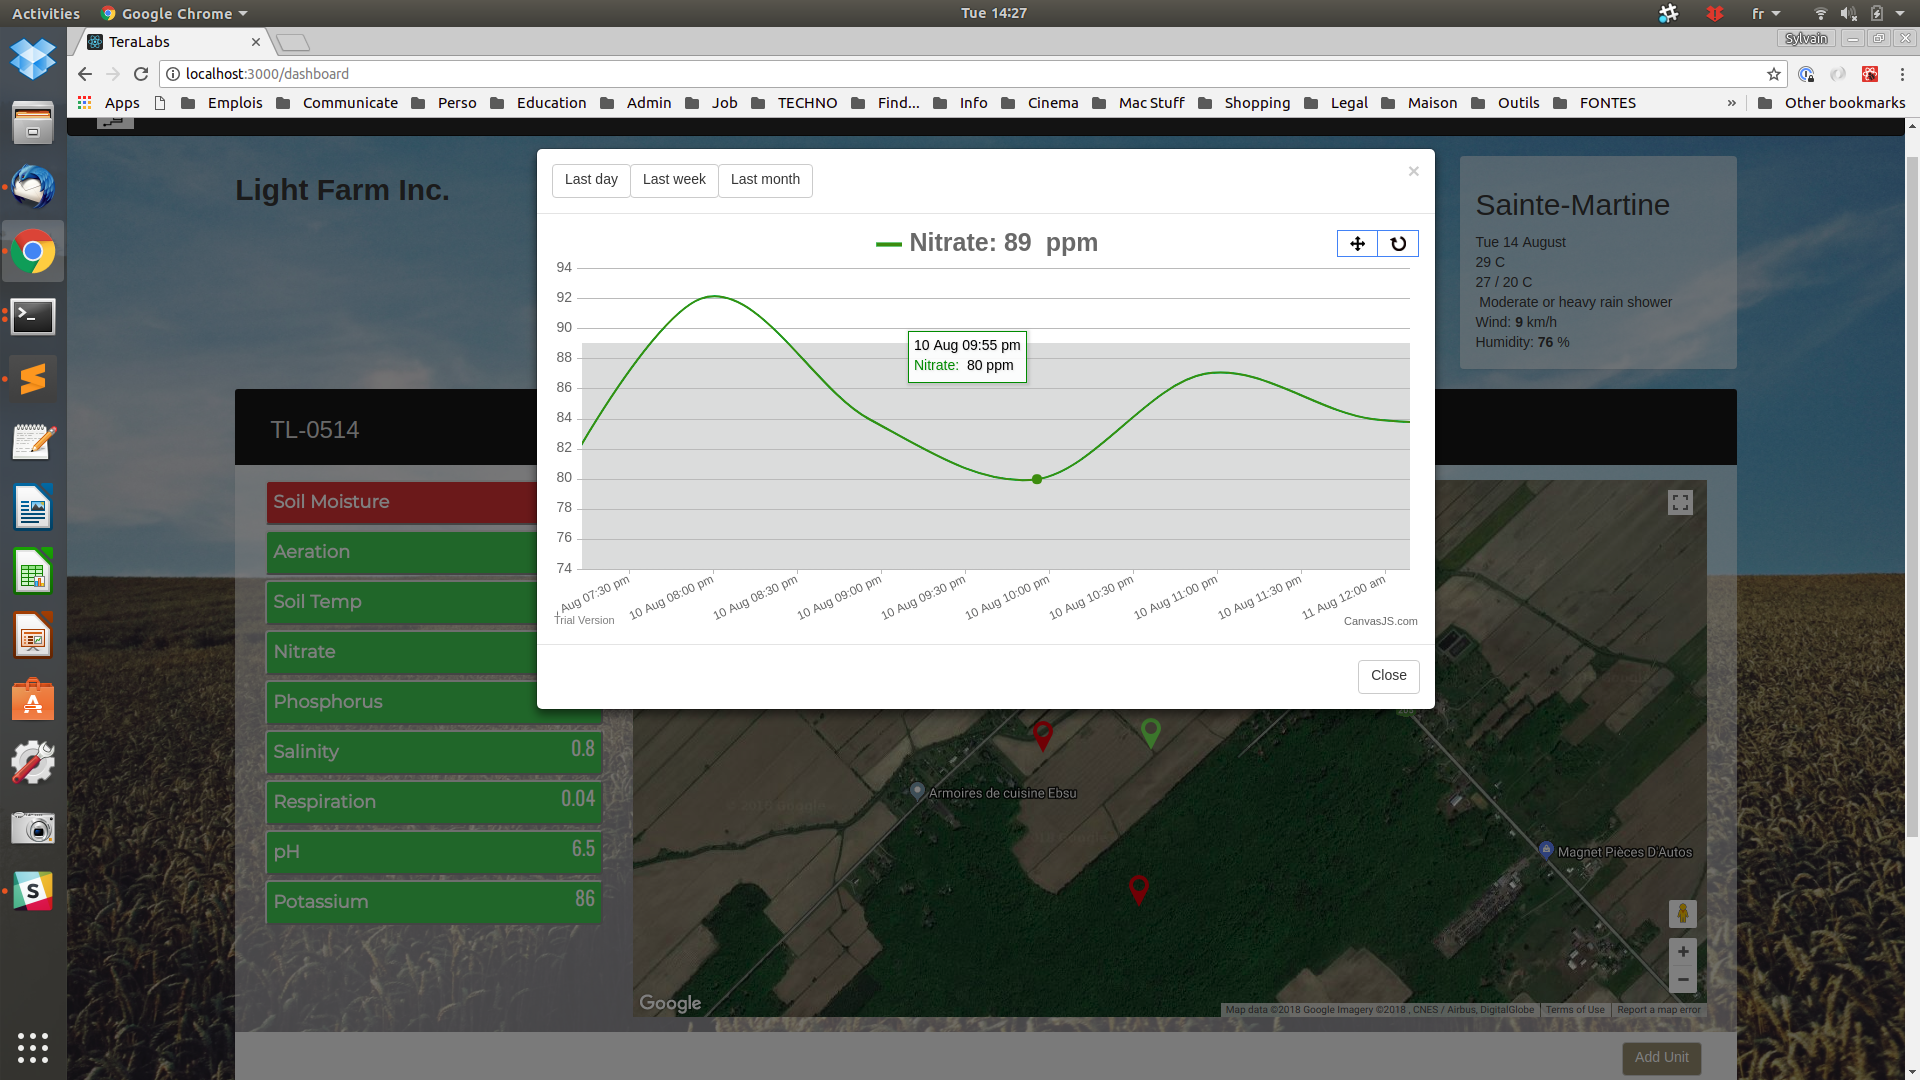 Activities
Google Chrome
Tue 14:27
fr
TeraLabs
Sylvain
localhost:3000/dashboard
Apps
Emplois
Communicate
Perso
Education
Admin
Job
TECHNO
Find...
Info
Cinema
Mac Stuff
Shopping
Legal
Maison
Outils
FONTES
»
Other bookmarks
Light Farm Inc.
Last day
Last week
Last month
×
Sainte-Martine
Tue 14 August
29 C
27 / 20 C
Moderate or heavy rain shower
Wind: 9 km/h
Humidity: 76 %
Nitrate: 89 ppm
94
92
90
88
86
84
82
80
78
76
74
10 Aug 09:55 pm
Nitrate: 80 ppm
Aug 07:30 pm
10 Aug 08:00 pm
10 Aug 08:30 pm
10 Aug 09:00 pm
10 Aug 09:30 pm
10 Aug 10:00 pm
10 Aug 10:30 pm
10 Aug 11:00 pm
10 Aug 11:30 pm
11 Aug 12:00 am
Trial Version
CanvasJS.com
Close
TL-0514
Soil Moisture
Aeration
Soil Temp
Nitrate
Phosphorus
Salinity 0.8
Respiration 0.04
pH 6.5
Potassium 86
Armoires de cuisine Ebsu
Magnet Pièces D'Autos
+
−
Google
Map data ©2018 Google Imagery ©2018 , CNES / Airbus, DigitalGlobe
Terms of Use
Report a map error
Add Unit